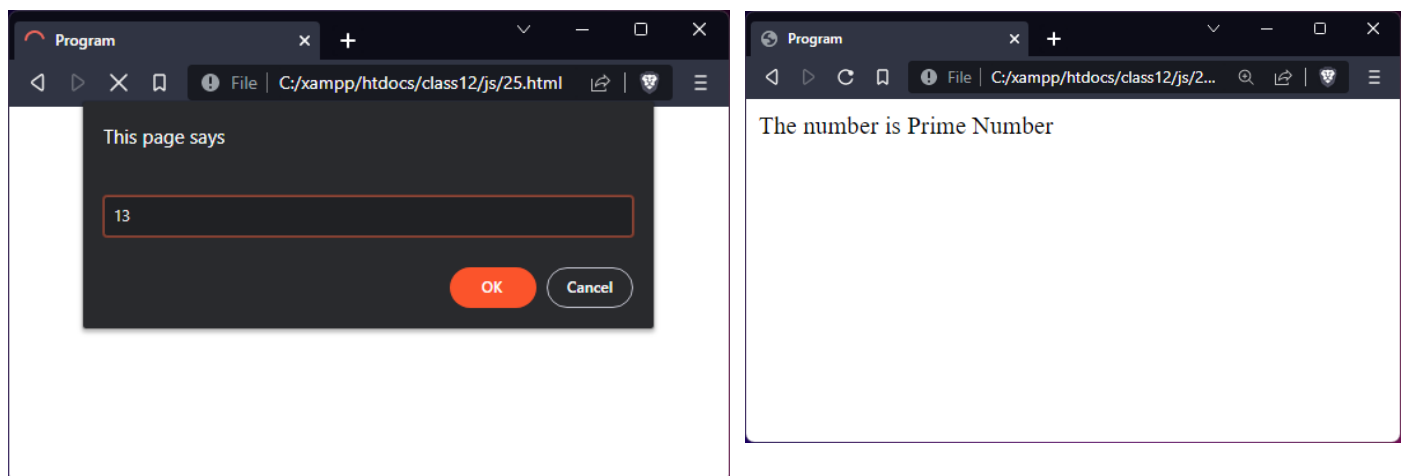 Program
File C:/xampp/htdocs/class12/js/25.html
This page says
13
OK Cancel
Program
File C:/xampp/htdocs/class12/js/2...
The number is Prime Number